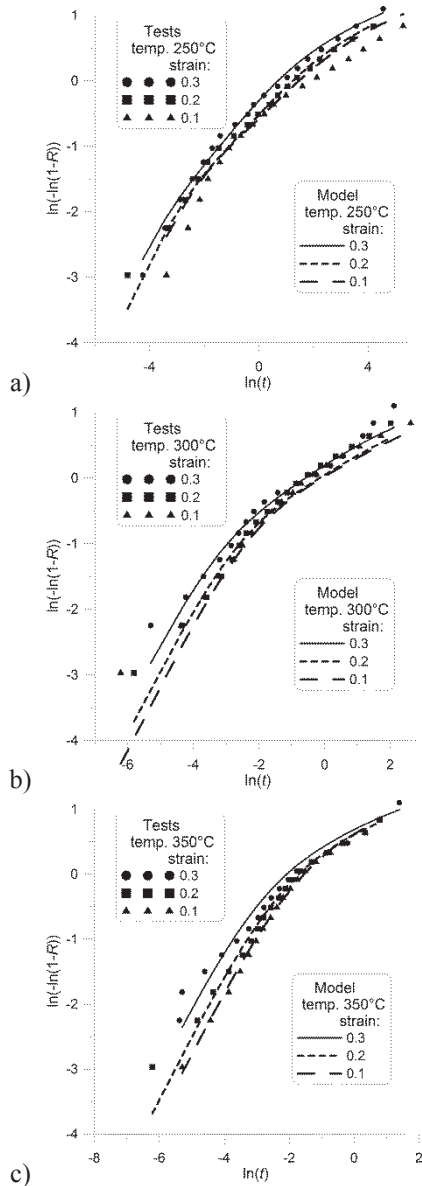 Tests
temp. 250°C
strain:
0.3
0.2
0.1
Model
temp. 250°C
strain:
0.3
0.2
0.1
ln(-ln(1-R))
1
0
-1
-2
-3
-4
-4 0 4
ln(t)
a)
Tests
temp. 300°C
strain:
0.3
0.2
0.1
Model
temp. 300°C
strain:
0.3
0.2
0.1
ln(-ln(1-R))
1
0
-1
-2
-3
-4
-6 -4 -2 0 2
ln(t)
b)
Tests
temp. 350°C
strain:
0.3
0.2
0.1
Model
temp. 350°C
strain:
0.3
0.2
0.1
ln(-ln(1-R))
1
0
-1
-2
-3
-4
-8 -6 -4 -2 0 2
ln(t)
c)